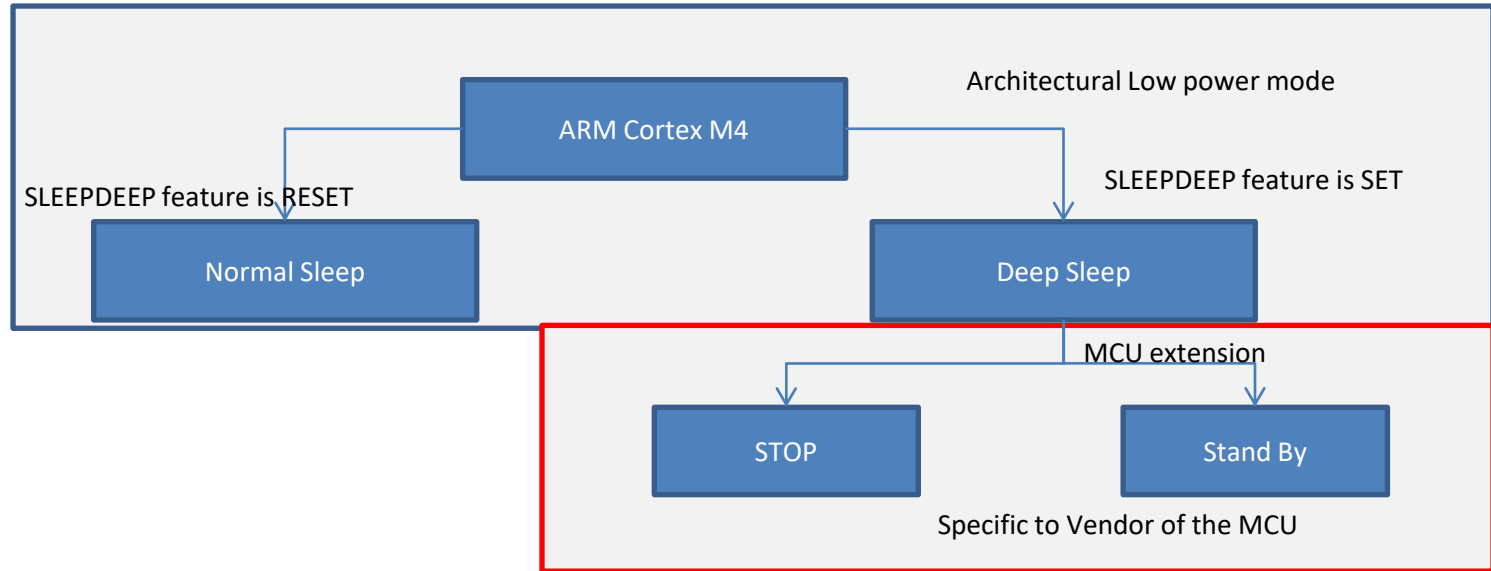 Architectural Low power mode
ARM Cortex M4
SLEEPDEEP feature is RESET
SLEEPDEEP feature is SET
Normal Sleep
Deep Sleep
MCU extension
STOP
Stand By
Specific to Vendor of the MCU